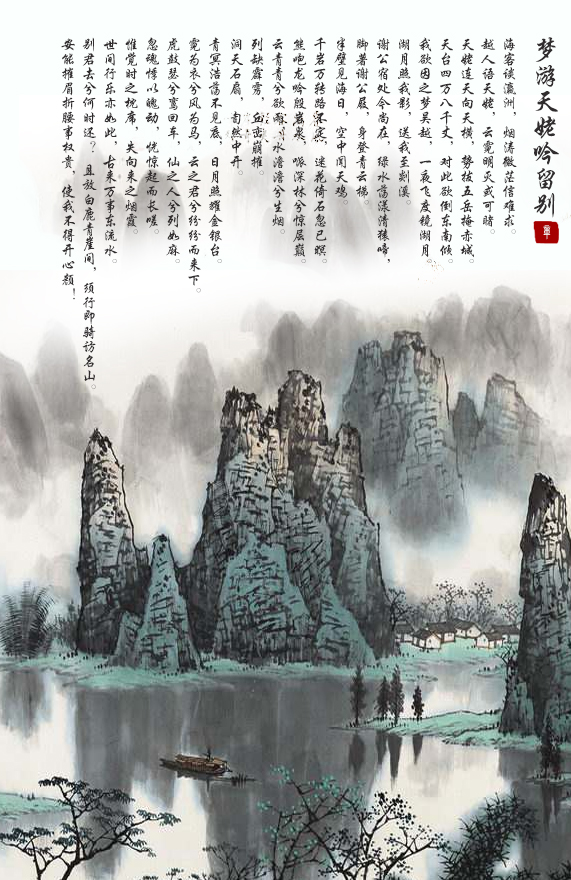 梦游天姥吟留别
海客谈瀛洲，烟涛微茫信难求。
越人语天姥，云霓明灭或可睹。
天姥连天向天横，势拔五岳掩赤城。
天台四万八千丈，对此欲倒东南倾。
我欲因之梦吴越，一夜飞度镜湖月。
湖月照我影，送我至剡溪。
谢公宿处今尚在，绿水荡漾清猿啼，
脚著谢公屐，身登青云梯。
半壁见海日，空中闻天鸡。
千岩万转路不定，迷花倚石忽已暝。
熊咆龙吟殷岩泉，深林兮惊层巅。
云青青兮欲雨，水澹澹兮生烟。
列缺霹雳，丘峦崩摧。
洞天石扇，自然中开。
青冥浩荡不见底，日月照耀金银台。
霓为衣兮风为马，云之君兮纷纷而来下。
虎鼓瑟兮鸾回车，仙之人兮列如麻。
忽魂悸以魄动，恍惊起而长嗟。
惟觉时之枕席，失向来之烟霞。
世间行乐亦如此，古来万事东流水。
别君去兮何时还？且放白鹿青崖间，须行即骑访名山。
安能摧眉折腰事权贵，使我不得开心颜！